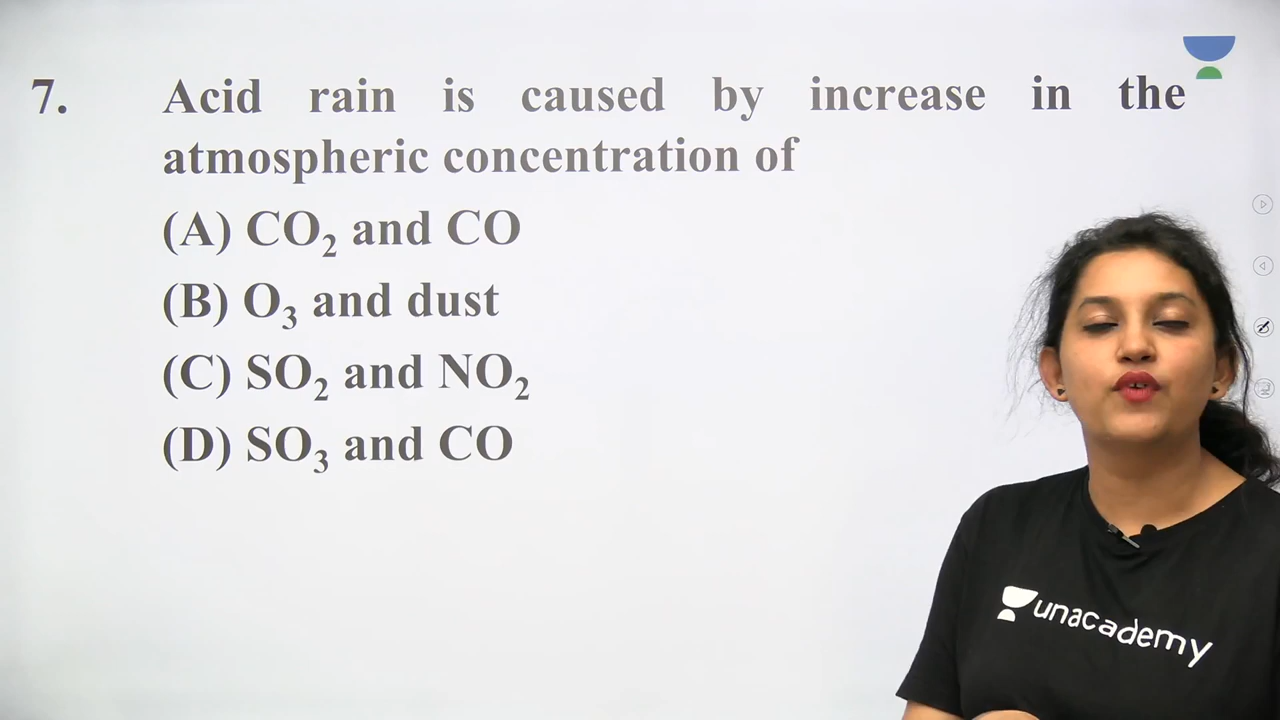 7. Acid rain is caused by increase in the
atmospheric concentration of
(A) CO₂ and CO
(B) O₃ and dust
(C) SO₂ and NO₂
(D) SO₃ and CO
unacademy